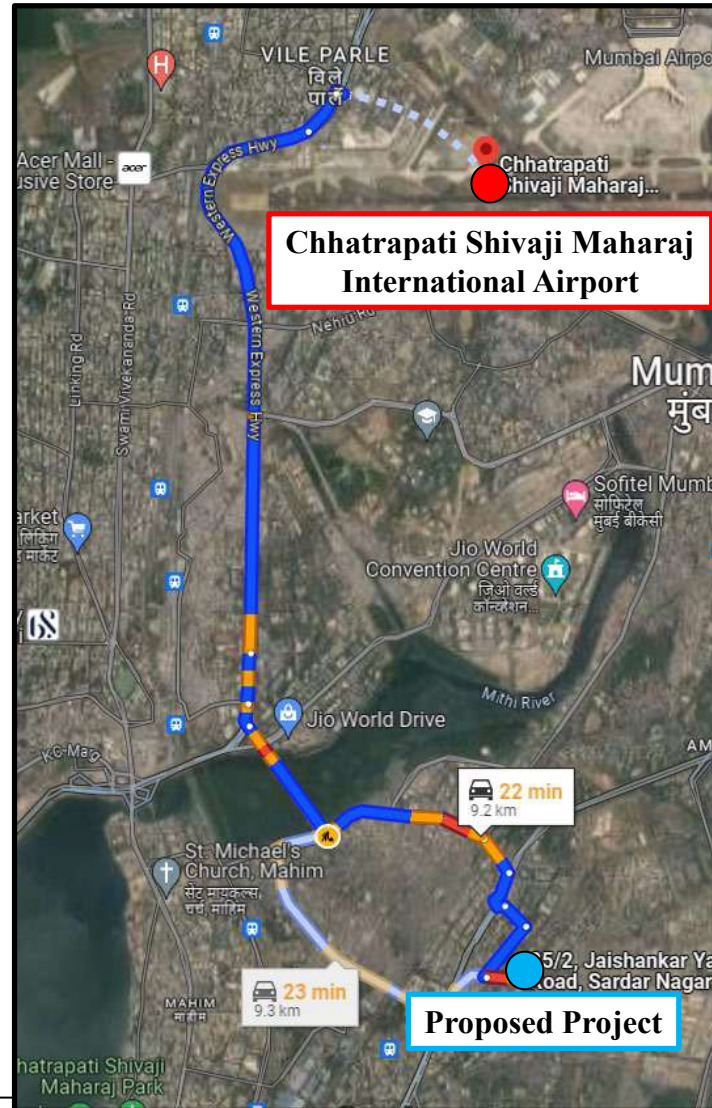 VILE PARLE
विले
पार्ले
Mumbai Airpo
H
Acer Mall -
usive Store
acer
Western Express Hwy
Chhatrapati
Shivaji Maharaj...
Western Express Hwy
Chhatrapati Shivaji Maharaj
International Airport
Nehru Rd
Linking Rd
Swami Vivekananda Rd
Western Express Hwy
Mum
मुंब
Sofitel Mumb
सोफिटेल
मुंबई बीकेसी
arket
लिंकिंग
मार्केट
Jio World
Convention Centre
जिओ वर्ल्ड
कॉन्व्हेंशन...
Mithi River
Jio World Drive
KC Marg
AM
22 min
9.2 km
St. Michael's
Church, Mahim
सेंट मायकल्स
चर्च, माहिम
5/2, Jaishankar Ya
Road, Sardar Nagar
23 min
9.3 km
MAHIM
माहीम
Proposed Project
hatrapati Shivaji
Maharaj Park